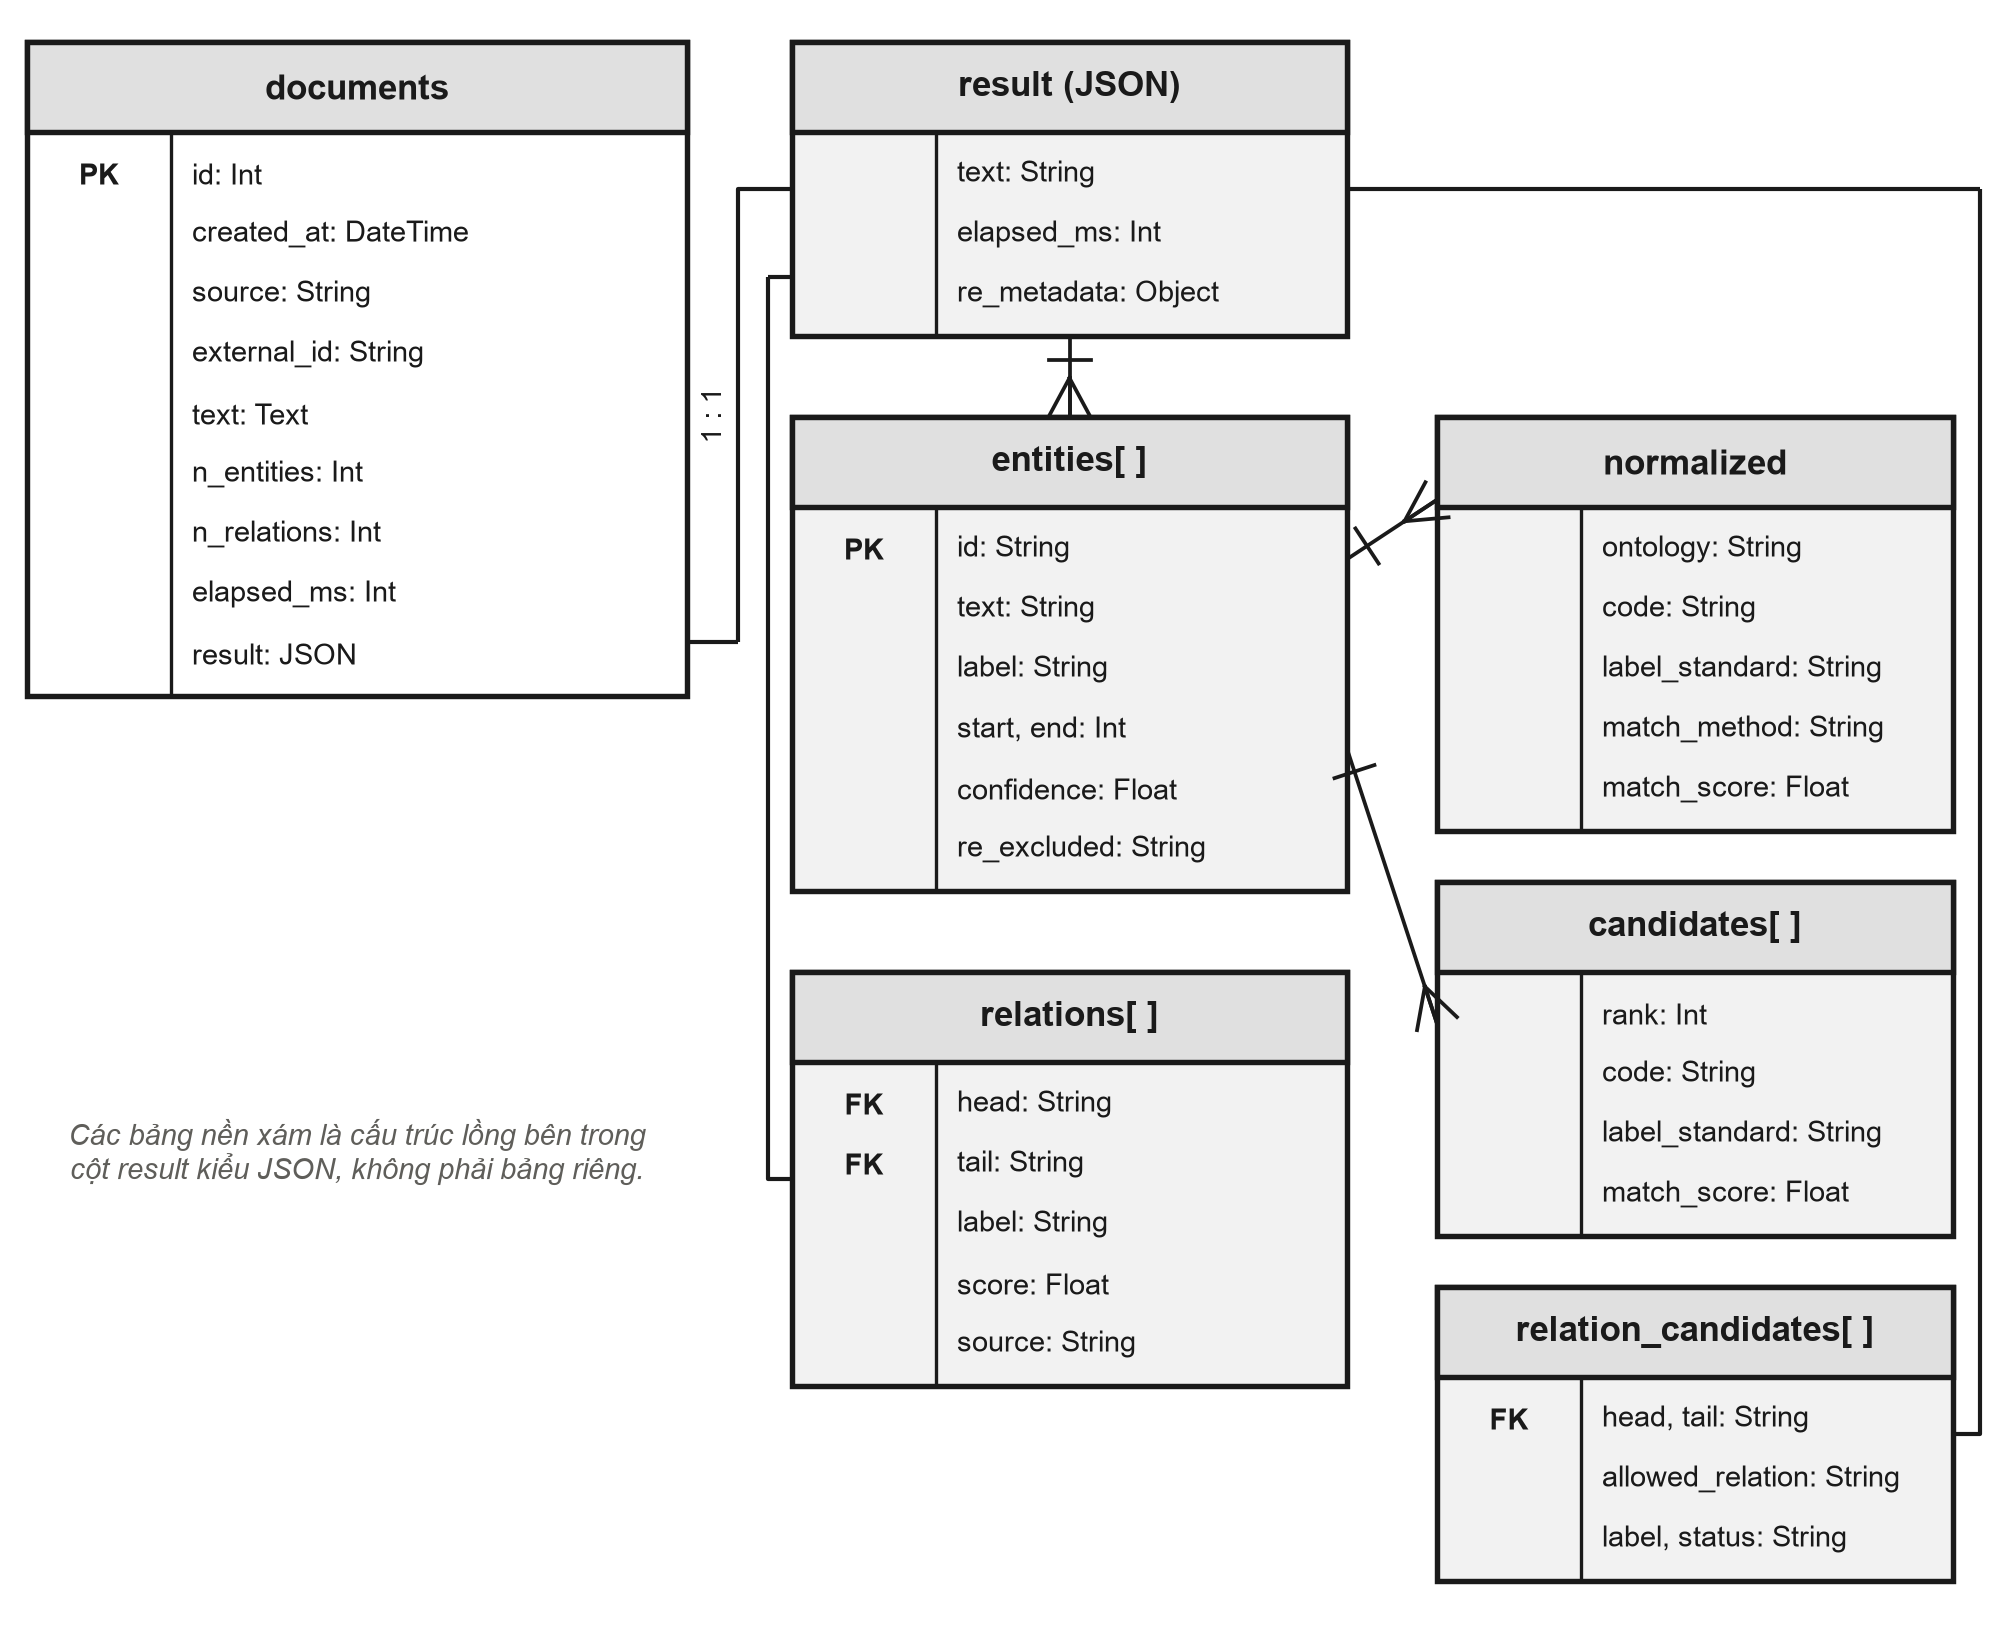 documents
PK
id: Int
created_at: DateTime
source: String
external_id: String
text: Text
n_entities: Int
n_relations: Int
elapsed_ms: Int
result: JSON
1 : 1
result (JSON)
text: String
elapsed_ms: Int
re_metadata: Object
entities[ ]
PK
id: String
text: String
label: String
start, end: Int
confidence: Float
re_excluded: String
normalized
ontology: String
code: String
label_standard: String
match_method: String
match_score: Float
candidates[ ]
rank: Int
code: String
label_standard: String
match_score: Float
relations[ ]
FK
head: String
FK
tail: String
label: String
score: Float
source: String
relation_candidates[ ]
FK
head, tail: String
allowed_relation: String
label, status: String
Các bảng nền xám là cấu trúc lồng bên trong
cột result kiểu JSON, không phải bảng riêng.